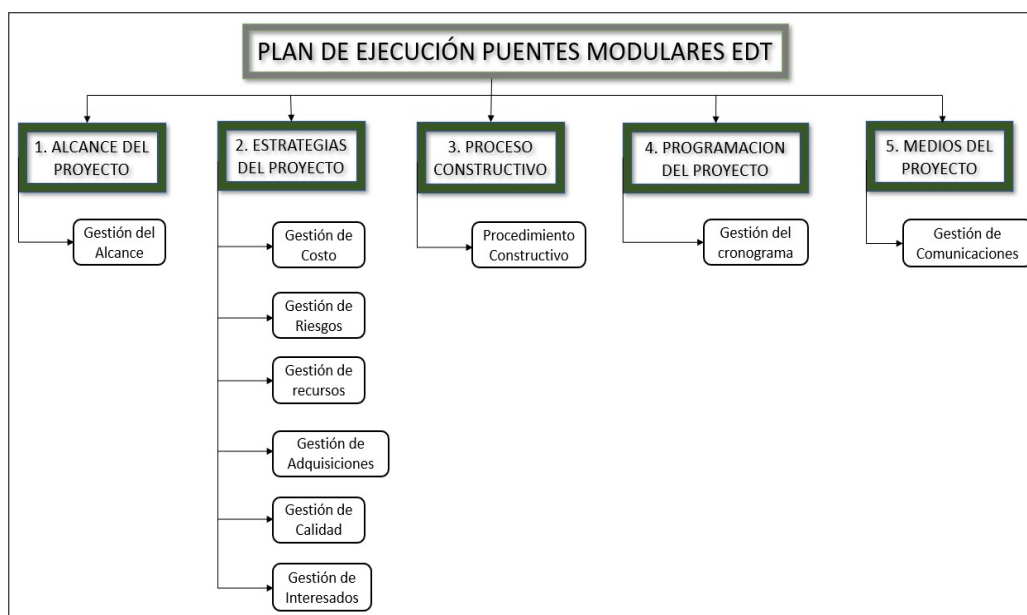 PLAN DE EJECUCIÓN PUENTES MODULARES EDT
1. ALCANCE DEL
PROYECTO
Gestión del
Alcance
2. ESTRATEGIAS
DEL PROYECTO
Gestión de
Costo
Gestión de
Riesgos
Gestión de
recursos
Gestión de
Adquisiciones
Gestión de
Calidad
Gestión de
Interesados
3. PROCESO
CONSTRUCTIVO
Procedimiento
Constructivo
4. PROGRAMACION
DEL PROYECTO
Gestión del
cronograma
5. MEDIOS DEL
PROYECTO
Gestión de
Comunicaciones